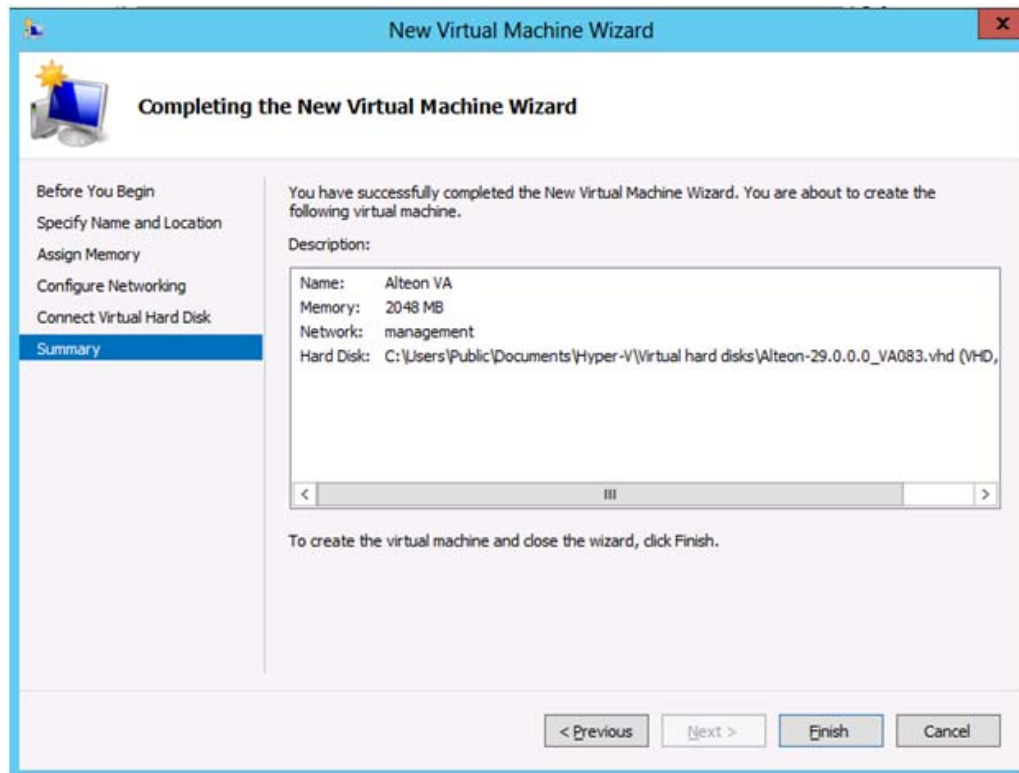 New Virtual Machine Wizard
x
Completing the New Virtual Machine Wizard
Before You Begin
Specify Name and Location
Assign Memory
Configure Networking
Connect Virtual Hard Disk
Summary
You have successfully completed the New Virtual Machine Wizard. You are about to create the
following virtual machine.
Description:
Name: Alteon VA
Memory: 2048 MB
Network: management
Hard Disk: C:\Users\Public\Documents\Hyper-V\Virtual hard disks\Alteon-29.0.0.0_VA083.vhd (VHD,
To create the virtual machine and close the wizard, click Finish.
< Previous
Next >
Finish
Cancel